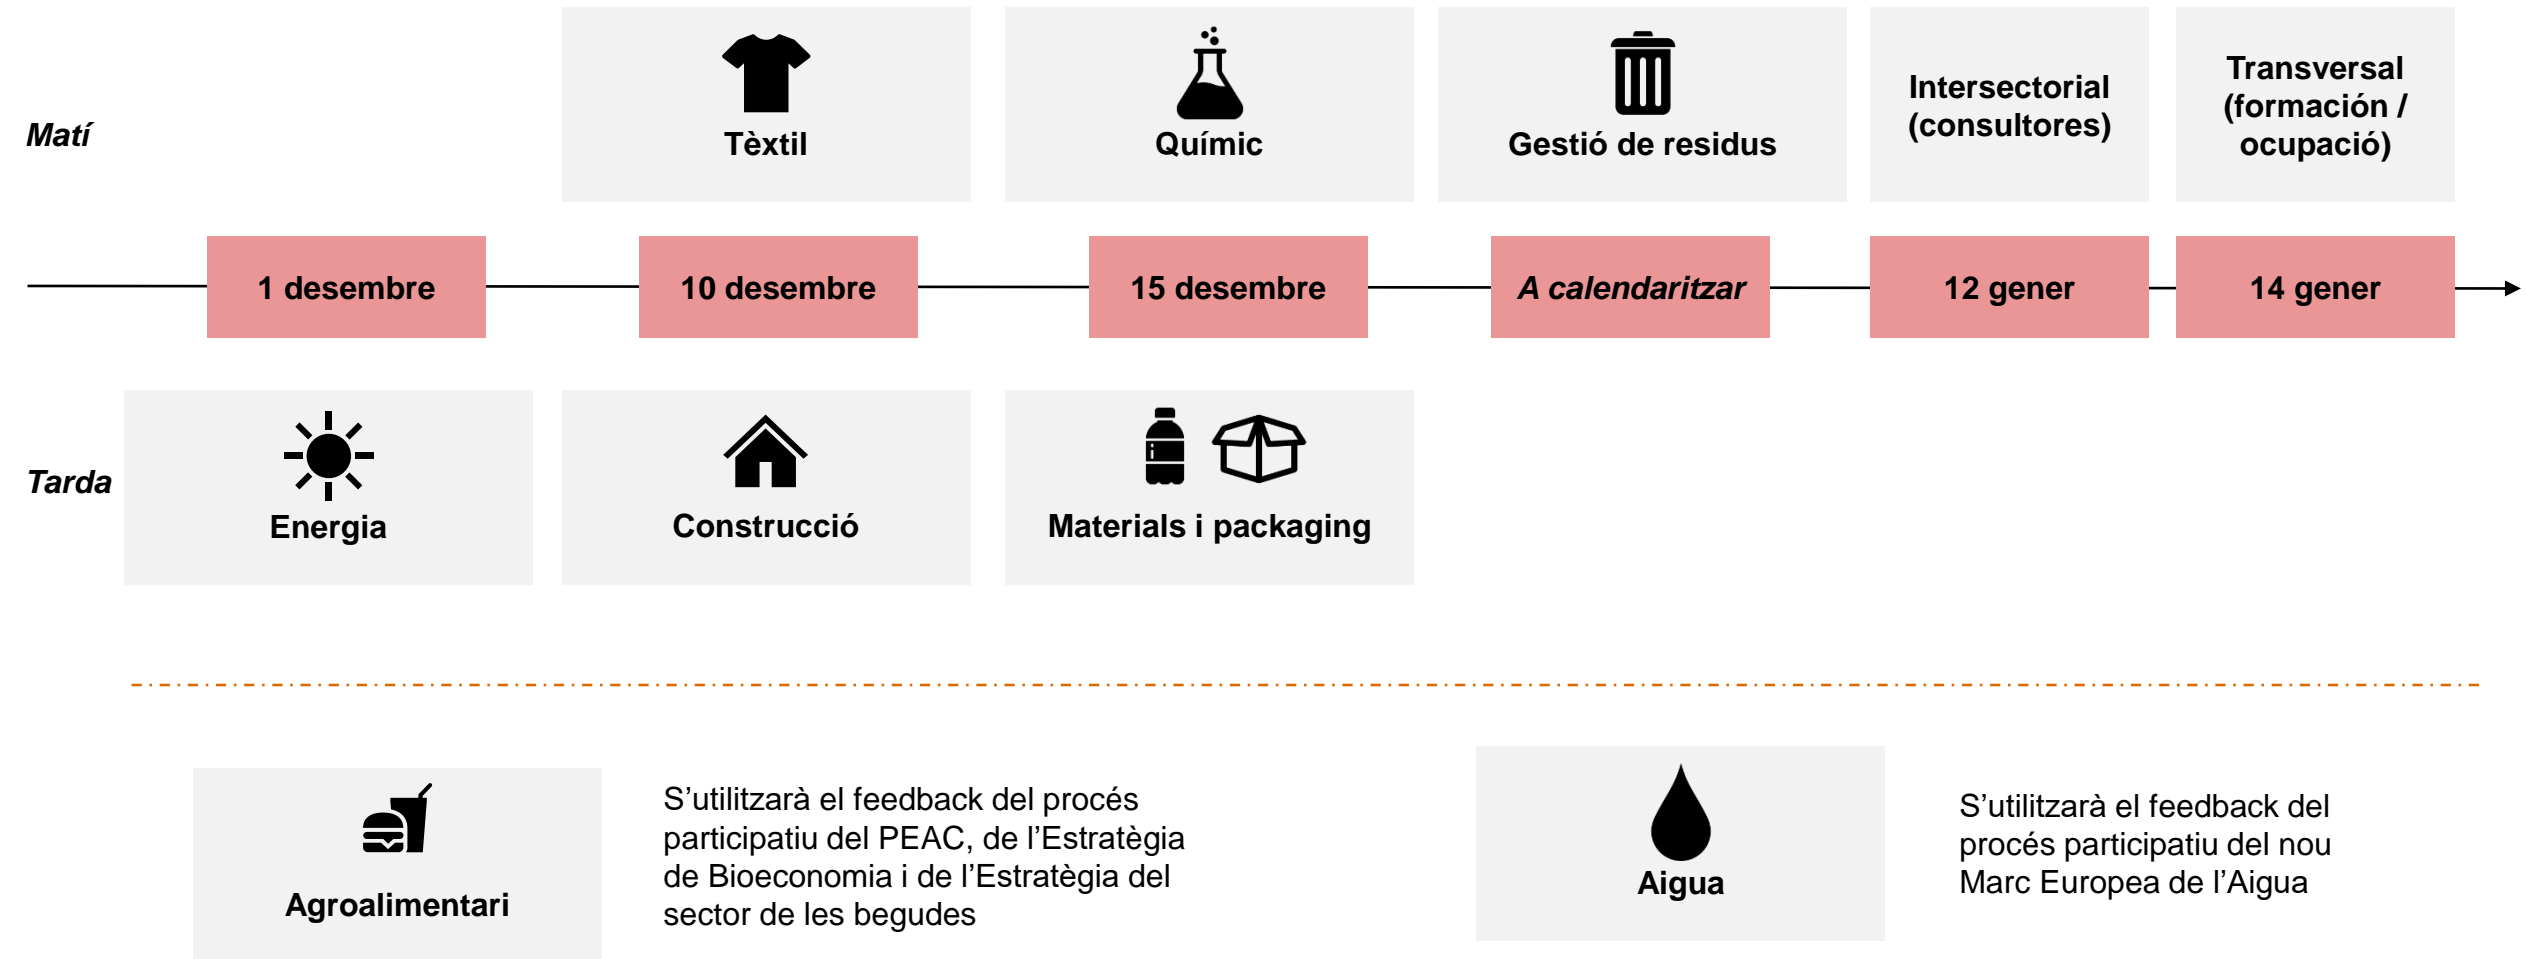 Matí
Tèxtil
Químic
Gestió de residus
Intersectorial
(consultores)
Transversal
(formación /
ocupació)
1 desembre
10 desembre
15 desembre
A calendaritzar
12 gener
14 gener
Tarda
Energia
Construcció
Materials i packaging
Agroalimentari
S’utilitzarà el feedback del procés
participatiu del PEAC, de l’Estratègia
de Bioeconomia i de l’Estratègia del
sector de les begudes
Aigua
S’utilitzarà el feedback del
procés participatiu del nou
Marc Europea de l’Aigua